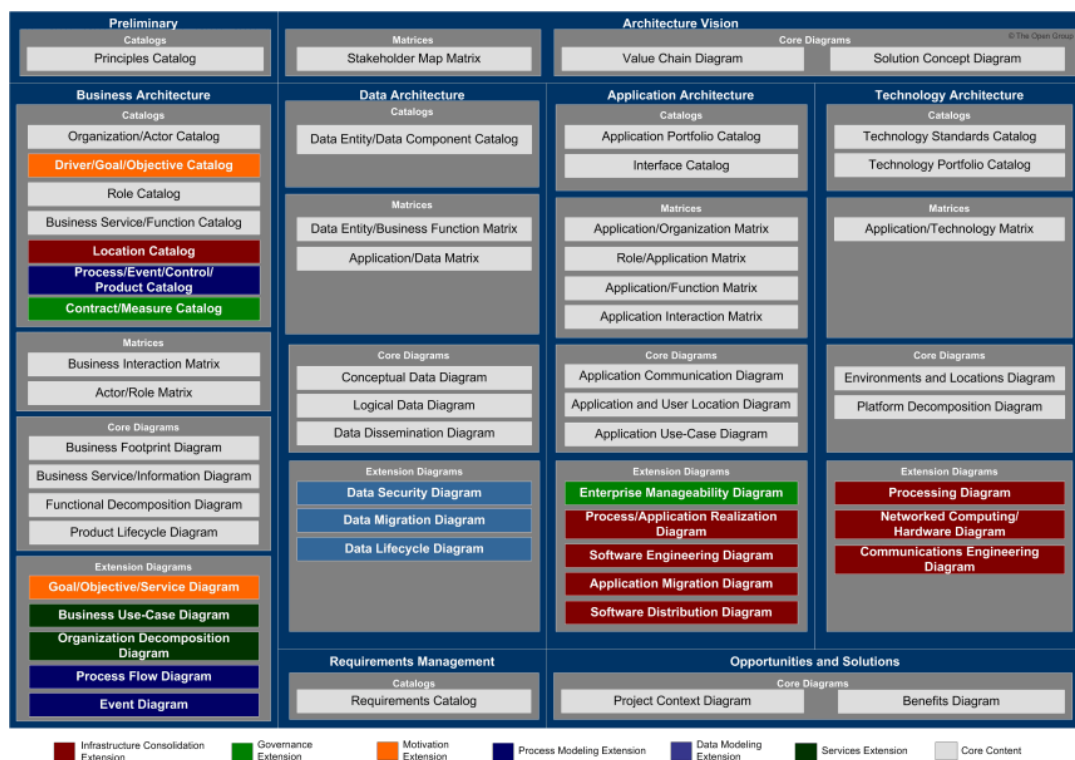 Preliminary
Catalogs
Principles Catalog
Architecture Vision
© The Open Group
Matrices
Stakeholder Map Matrix
Core Diagrams
Value Chain Diagram
Solution Concept Diagram
Business Architecture
Catalogs
Organization/Actor Catalog
Driver/Goal/Objective Catalog
Role Catalog
Business Service/Function Catalog
Location Catalog
Process/Event/Control/
Product Catalog
Contract/Measure Catalog
Matrices
Business Interaction Matrix
Actor/Role Matrix
Core Diagrams
Business Footprint Diagram
Business Service/Information Diagram
Functional Decomposition Diagram
Product Lifecycle Diagram
Extension Diagrams
Goal/Objective/Service Diagram
Business Use-Case Diagram
Organization Decomposition
Diagram
Process Flow Diagram
Event Diagram
Data Architecture
Catalogs
Data Entity/Data Component Catalog
Matrices
Data Entity/Business Function Matrix
Application/Data Matrix
Core Diagrams
Conceptual Data Diagram
Logical Data Diagram
Data Dissemination Diagram
Extension Diagrams
Data Security Diagram
Data Migration Diagram
Data Lifecycle Diagram
Application Architecture
Catalogs
Application Portfolio Catalog
Interface Catalog
Matrices
Application/Organization Matrix
Role/Application Matrix
Application/Function Matrix
Application Interaction Matrix
Core Diagrams
Application Communication Diagram
Application and User Location Diagram
Application Use-Case Diagram
Extension Diagrams
Enterprise Manageability Diagram
Process/Application Realization
Diagram
Software Engineering Diagram
Application Migration Diagram
Software Distribution Diagram
Technology Architecture
Catalogs
Technology Standards Catalog
Technology Portfolio Catalog
Matrices
Application/Technology Matrix
Core Diagrams
Environments and Locations Diagram
Platform Decomposition Diagram
Extension Diagrams
Processing Diagram
Networked Computing/
Hardware Diagram
Communications Engineering
Diagram
Requirements Management
Catalogs
Requirements Catalog
Opportunities and Solutions
Core Diagrams
Project Context Diagram
Benefits Diagram
Infrastructure Consolidation
Extension
Governance
Extension
Motivation
Extension
Process Modeling Extension
Data Modeling
Extension
Services Extension
Core Content